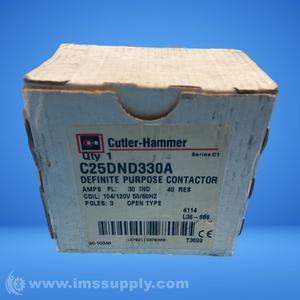 Cutler-Hammer
Qty 1
Series C1
C25DND330A
DEFINITE PURPOSE CONTACTOR
AMPS FL: 30 IND 40 RES
COIL: 104/120V 50/60HZ
POLES: 3 OPEN TYPE
4114
T3699
© www.imssupply.com